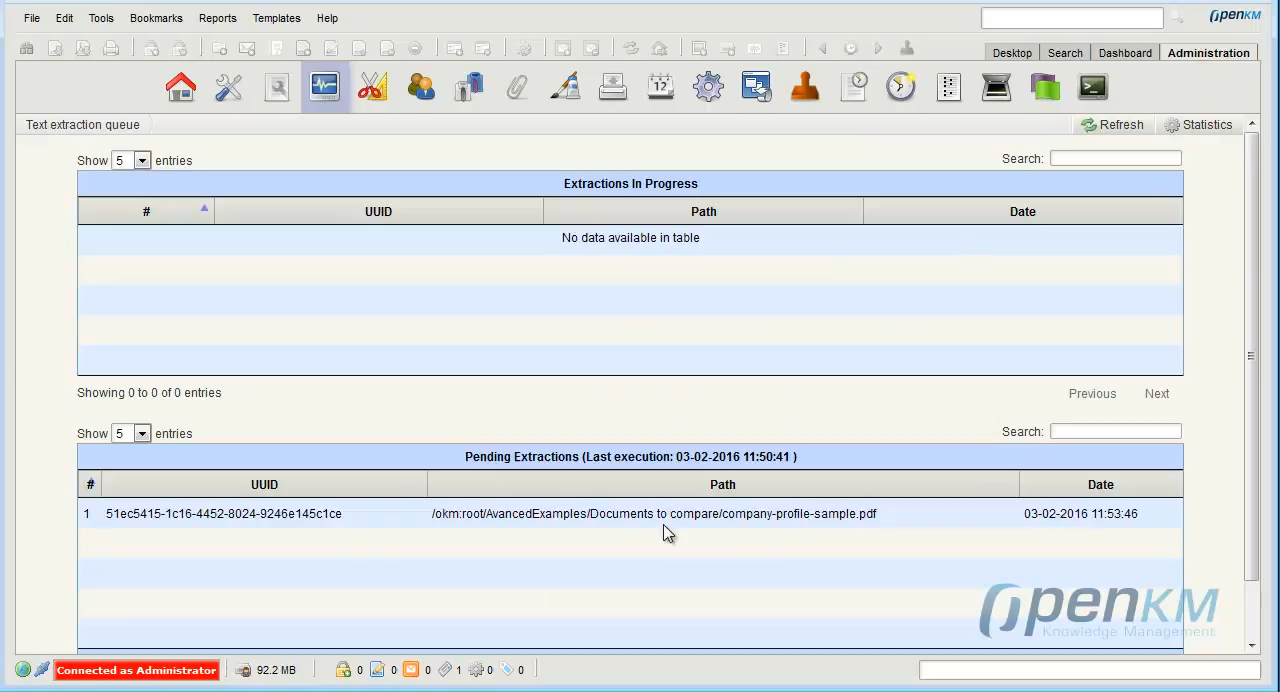 File Edit Tools Bookmarks Reports Templates Help
OpenKM
Desktop Search Dashboard Administration
12
Text extraction queue Refresh Statistics
Show 5 entries Search:
Extractions In Progress
# UUID Path Date
No data available in table
Showing 0 to 0 of 0 entries Previous Next
Show 5 entries Search:
Pending Extractions (Last execution: 03-02-2016 11:50:41 )
# UUID Path Date
1 51ec5415-1c16-4452-8024-9246e145c1ce /okm:root/AvancedExamples/Documents to compare/company-profile-sample.pdf 03-02-2016 11:53:46
OpenKM
Knowledge Management
Connected as Administrator 92.2 MB 0 0 0 1 0 0